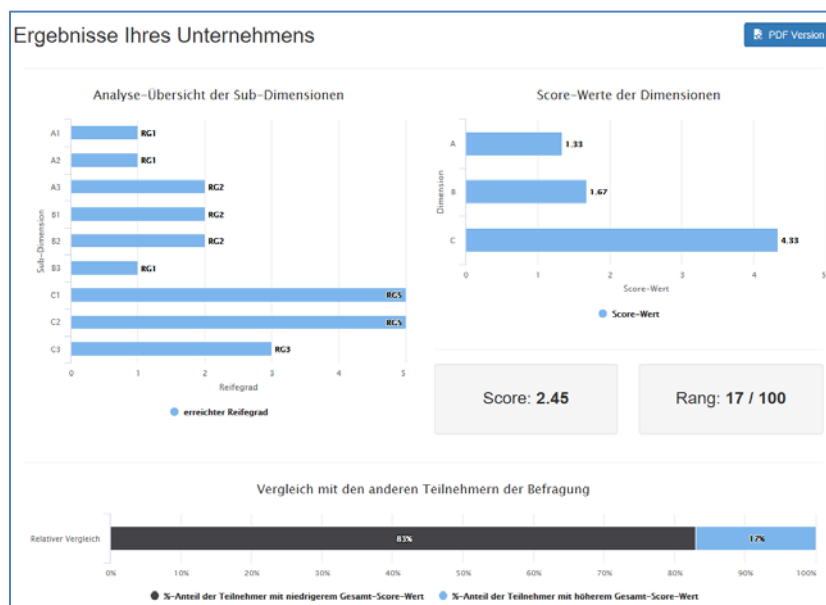 Ergebnisse Ihres Unternehmens
PDF Version
Analyse-Übersicht der Sub-Dimensionen
Sub-Dimension
A1 RG1
A2 RG1
A3 RG2
B1 RG2
B2 RG2
B3 RG1
C1 RG5
C2 RG5
C3 RG3
0 1 2 3 4 5
Reifegrad
erreichter Reifegrad
Score-Werte der Dimensionen
Dimension
A 1.33
B 1.67
C 4.33
0 1 2 3 4 5
Score-Wert
Score-Wert
Score: 2.45
Rang: 17 / 100
Vergleich mit den anderen Teilnehmern der Befragung
Relativer Vergleich 83% 17%
0% 10% 20% 30% 40% 50% 60% 70% 80% 90% 100%
%-Anteil der Teilnehmer mit niedrigerem Gesamt-Score-Wert %-Anteil der Teilnehmer mit höherem Gesamt-Score-Wert